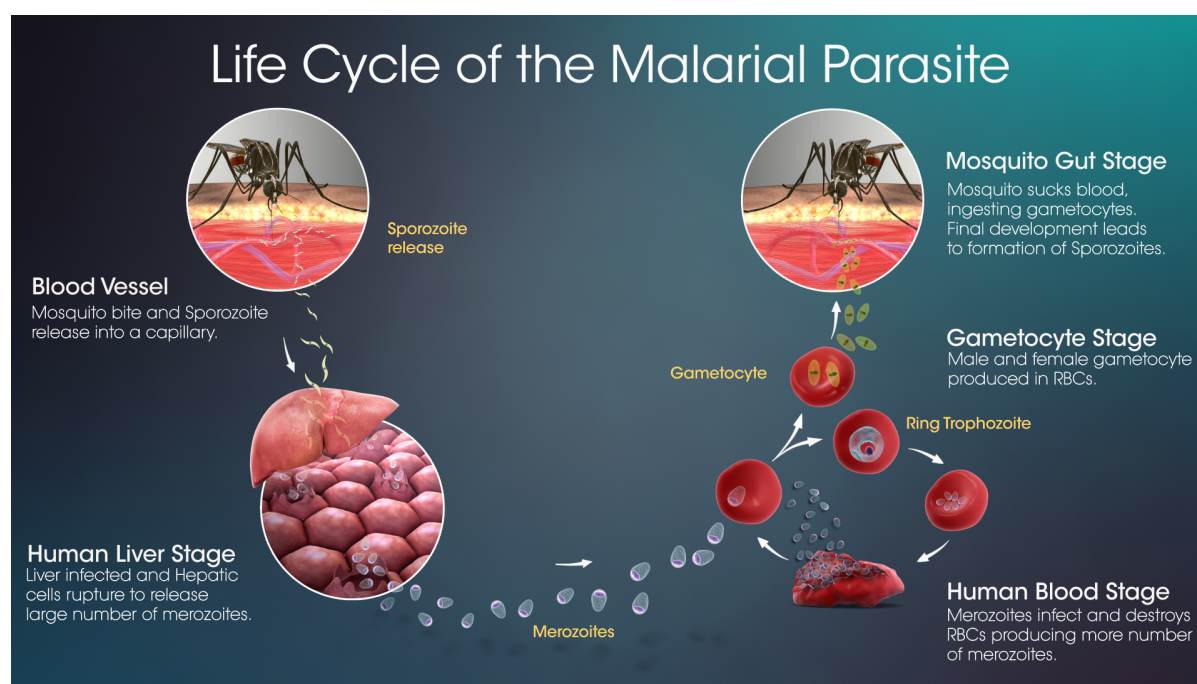 Life Cycle of the Malarial Parasite
Sporozoite
release
Blood Vessel
Mosquito bite and Sporozoite
release into a capillary.
Human Liver Stage
Liver infected and Hepatic
cells rupture to release
large number of merozoites.
Merozoites
Mosquito Gut Stage
Mosquito sucks blood,
ingesting gametocytes.
Final development leads
to formation of Sporozoites.
Gametocyte Stage
Male and female gametocyte
produced in RBCs.
Gametocyte
Ring Trophozoite
Human Blood Stage
Merozoites infect and destroys
RBCs producing more number
of merozoites.